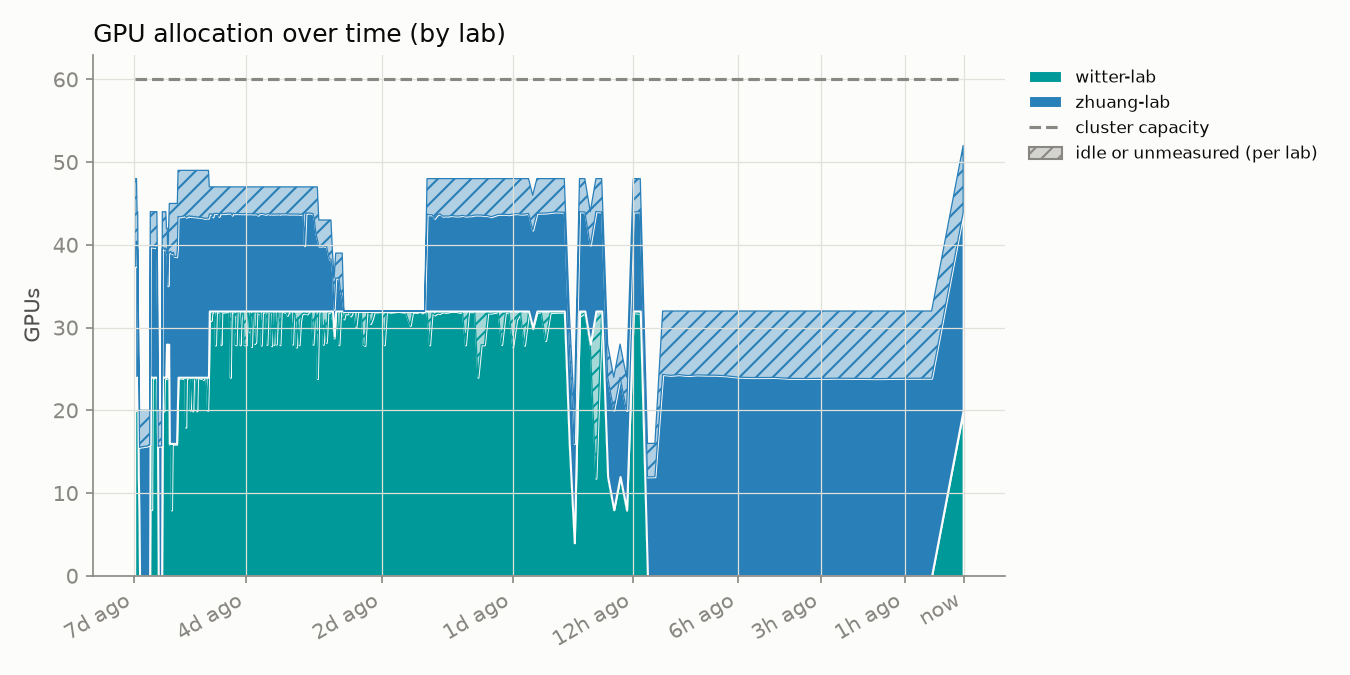 GPU allocation over time (by lab)
witter-lab
zhuang-lab
cluster capacity
idle or unmeasured (per lab)
GPUs
60
50
40
30
20
10
0
7d ago
4d ago
2d ago
1d ago
12h ago
6h ago
3h ago
1h ago
now